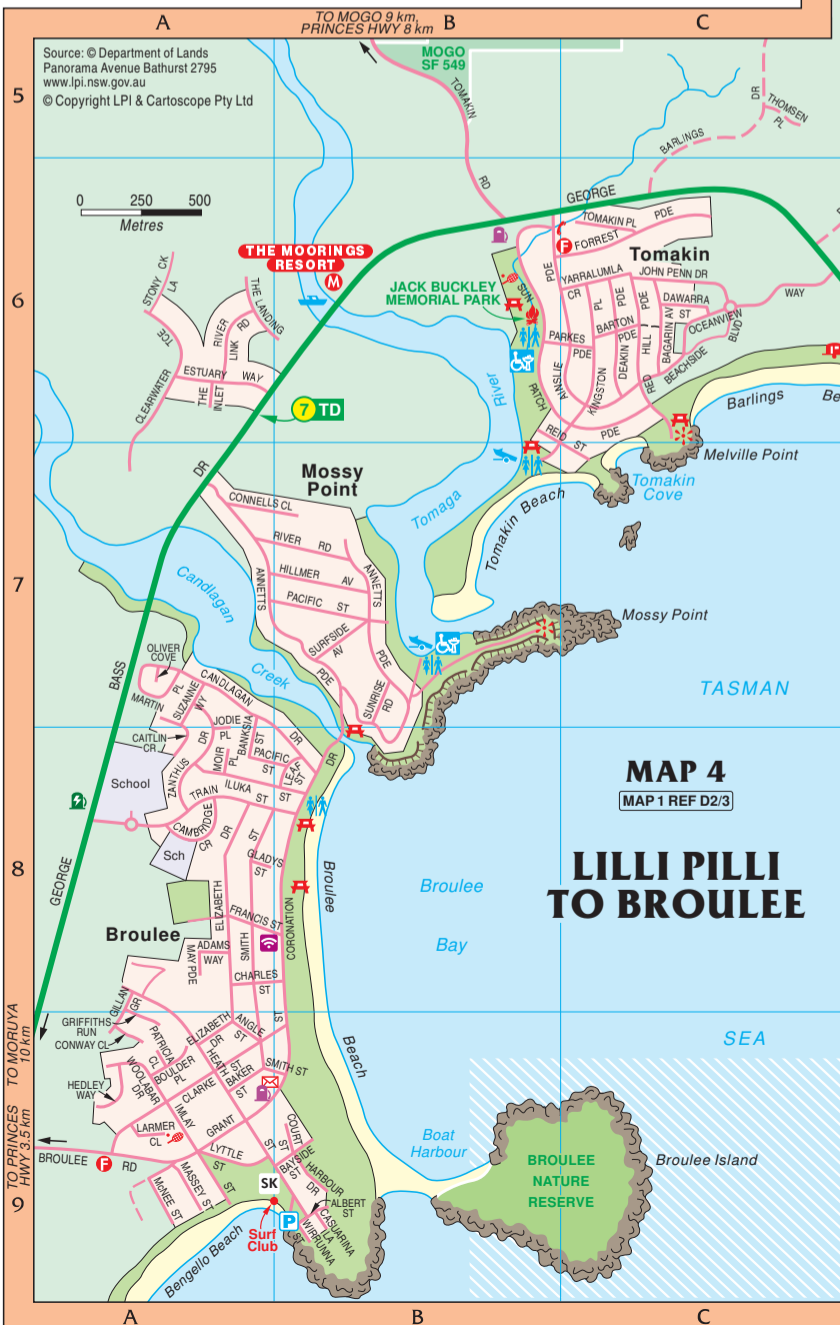 A
TO MOGO 9 km,
PRINCES HWY 8 km
B
C
Source: © Department of Lands
Panorama Avenue Bathurst 2795
www.lpi.nsw.gov.au
© Copyright LPI & Cartoscope Pty Ltd
MOGO
SF 549
5
TOMAKIN
RD
DR
THOMSEN
PL
BARLINGS
0 250 500
Metres
GEORGE
TOMAKIN PL
PDE
F
FORREST
Tomakin
THE MOORINGS
RESORT
M
STONY CK
LA
THE LANDING
JACK BUCKLEY
MEMORIAL PARK
SUN
PDE
YARRALUMLA
CR
JOHN PENN DR
WAY
6
TCE
RIVER
RD
LINK
PL
PDE
PDE
DAWARRA
ST
OCEANVIEW
BLVD
BARTON
PDE
PARKES
PDE
DEAKIN
HILL
BAGARIN AV
BEACHSIDE
RED
ESTUARY WAY
THE
INLET
CLEARWATER
River
PATCH
AINSLIE
KINGSTON
7 TD
Barlings
Be
REID
ST
PDE
DR
Mossy
Point
Melville Point
Tomakin
Cove
Tomaga
Tomakin Beach
CONNELLS CL
RIVER RD
HILLMER AV
PACIFIC ST
ANNETTS
ANNETTS
7
Candlagan
SURFSIDE
AV
PDE
PDE
Mossy Point
OLIVER
COVE
Creek
SUNRISE
RD
TASMAN
BASS
PL
SUZANNE
WY
CANDLAGAN
DR
MARTIN
CAITLIN
CR
JODIE
PL
BANKSIA
ST
DR
MOIR
PL
PACIFIC
ST
LEAF
ST
DR
School
ZANTHUS
MAP 4
MAP 1 REF D2/3
TRAIN
ILUKA
ST
ST
CAMBRIDGE
CR
DR
ST
Sch
GLADYS
ST
8
LILLI PILLI
TO BROULEE
Broulee
Broulee
Bay
GEORGE
ELIZABETH
FRANCIS ST
CORONATION
Broulee
ADAMS
WAY
MAY PDE
SMITH
CHARLES
ST
GILLAN
GR
GRIFFITHS
RUN
CONWAY CL
ST
ANGLE
ST
ELIZABETH
DR
PATRICIA
CL
Beach
SEA
TO MORUYA
10 km
HEATH ST
BAKER
ST
SMITH ST
BOULDER
PL
WOOLABAR
DR
CLARKE
HEDLEY
WAY
IMLAY
TO PRINCES
HWY 3.5 km
LARMER
CL
GRANT
COURT
ST
Boat
Harbour
BROULEE RD
F
LYTTLE
ST
ST
BAYSIDE
ST
HARBOUR
DR
BROULEE
NATURE
RESERVE
Broulee Island
McNEE ST
MASSEY ST
SK
9
ALBERT
ST
P
CASUARINA
LA
WIRRUNNA
ST
Surf
Club
Bengello Beach
A
B
C